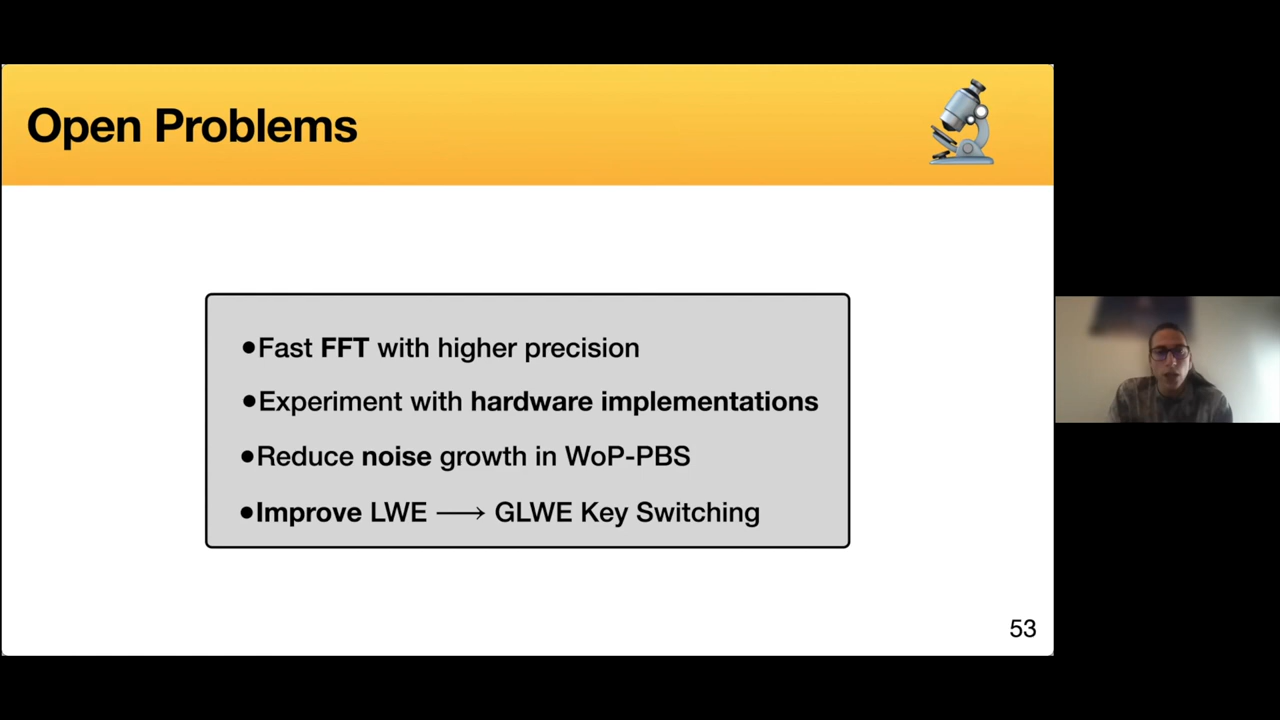 Open Problems
•Fast FFT with higher precision
•Experiment with hardware implementations
•Reduce noise growth in WoP-PBS
•Improve LWE ⟶ GLWE Key Switching
53